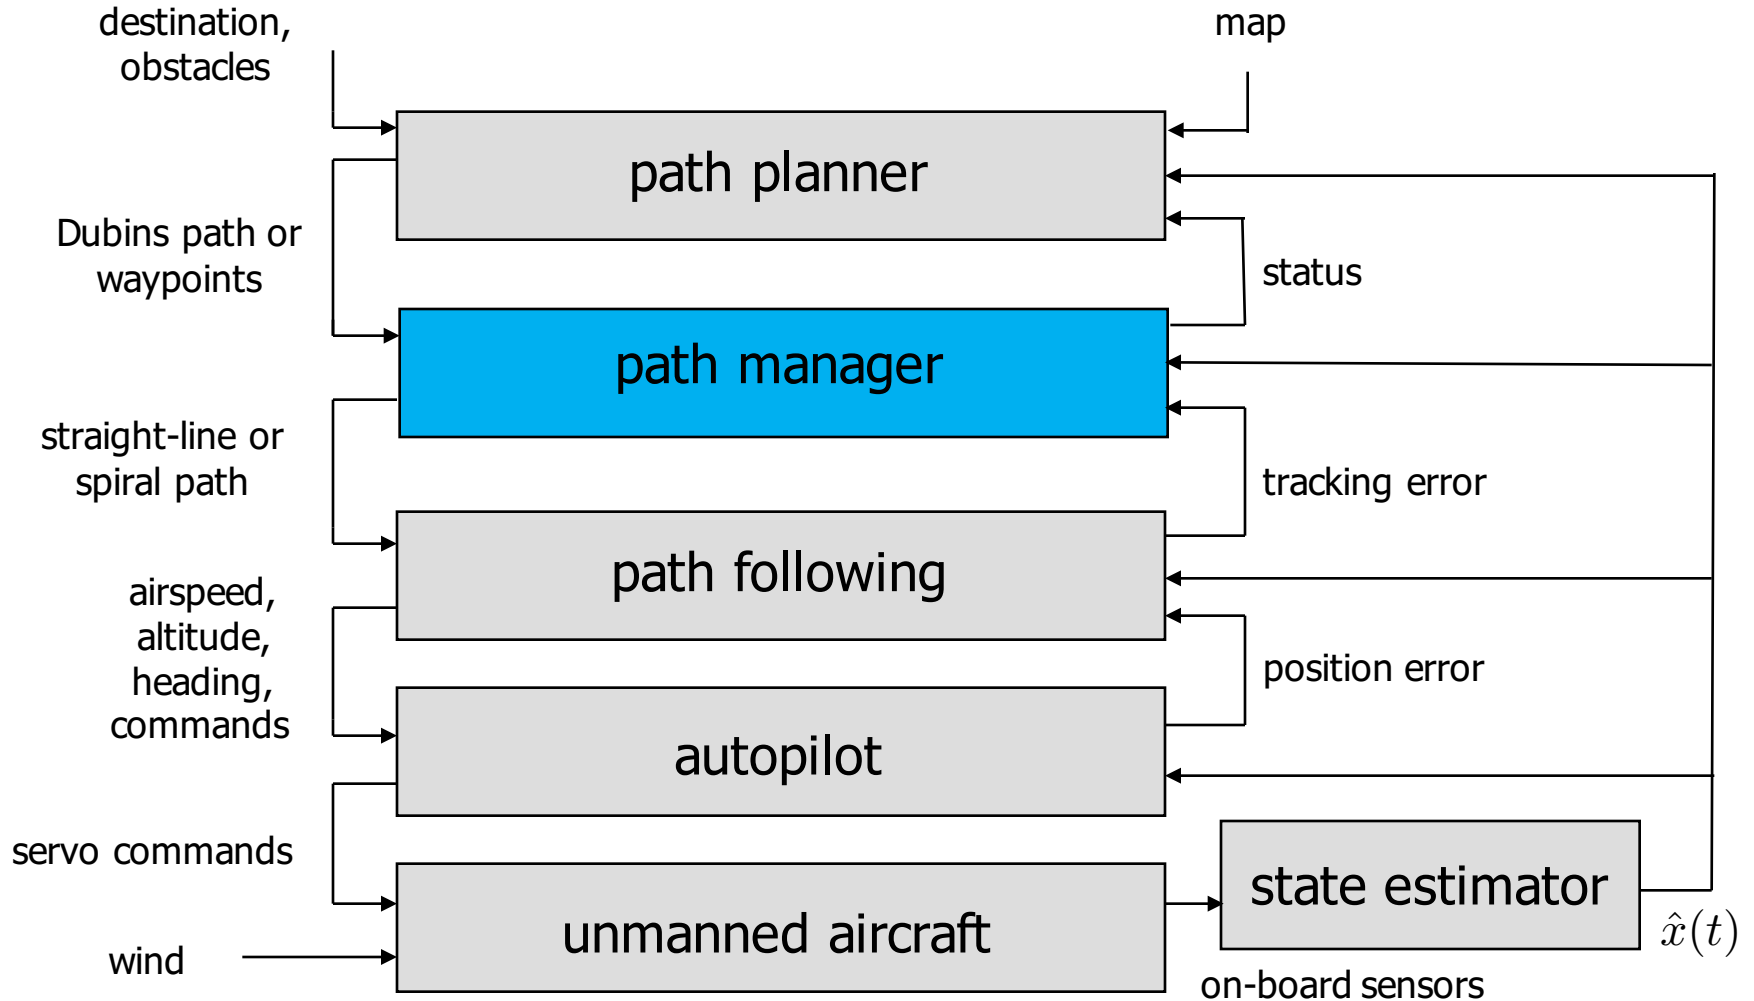 destination,
obstacles
map
path planner
Dubins path or
waypoints
status
path manager
straight-line or
spiral path
tracking error
path following
airspeed,
altitude,
heading,
commands
position error
autopilot
servo commands
state estimator
unmanned aircraft
x̂(t)
wind
on-board sensors